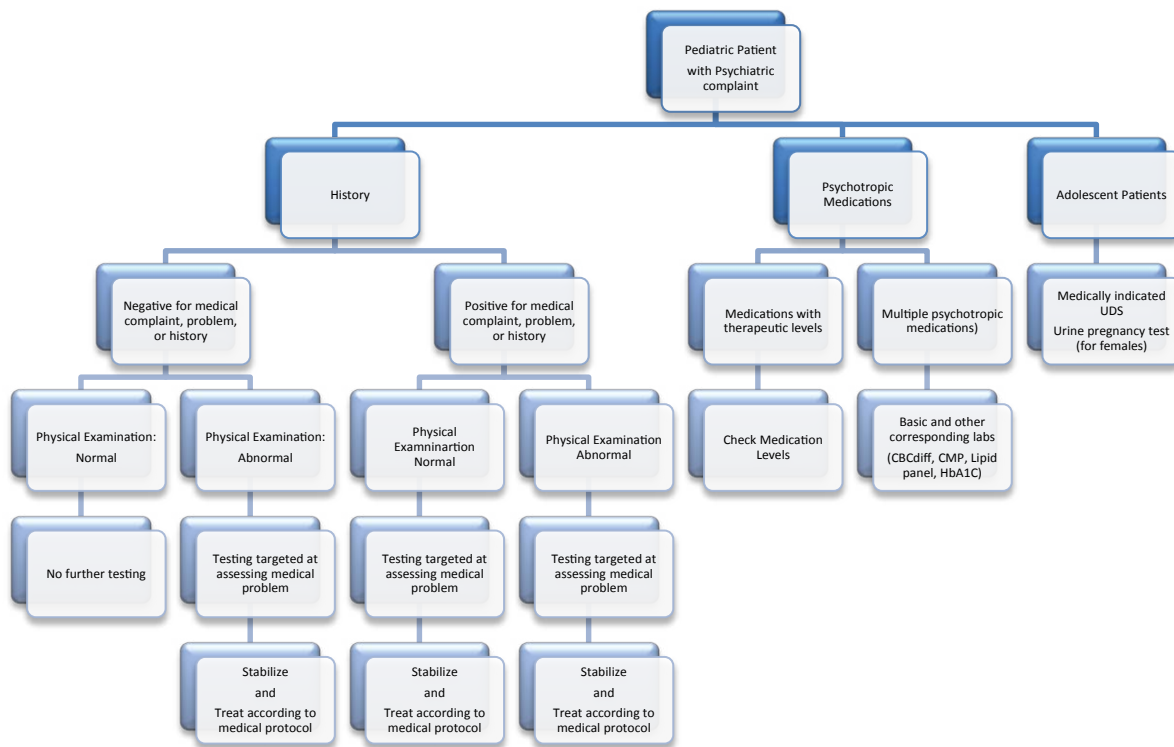 Pediatric Patient
with Psychiatric
complaint
History
Psychotropic
Medications
Adolescent Patients
Negative for medical
complaint, problem,
or history
Positive for medical
complaint, problem,
or history
Medications with
therapeutic levels
Multiple psychotropic
medications)
Medically indicated
UDS
Urine pregnancy test
(for females)
Physical Examination:
Normal
Physical Examination:
Abnormal
Physical
Examninartion
Normal
Physical Examination
Abnormal
Check Medication
Levels
Basic and other
corresponding labs
(CBCdiff, CMP, Lipid
panel, HbA1C)
No further testing
Testing targeted at
assessing medical
problem
Testing targeted at
assessing medical
problem
Testing targeted at
assessing medical
problem
Stabilize
and
Treat according to
medical protocol
Stabilize
and
Treat according to
medical protocol
Stabilize
and
Treat according to
medical protocol